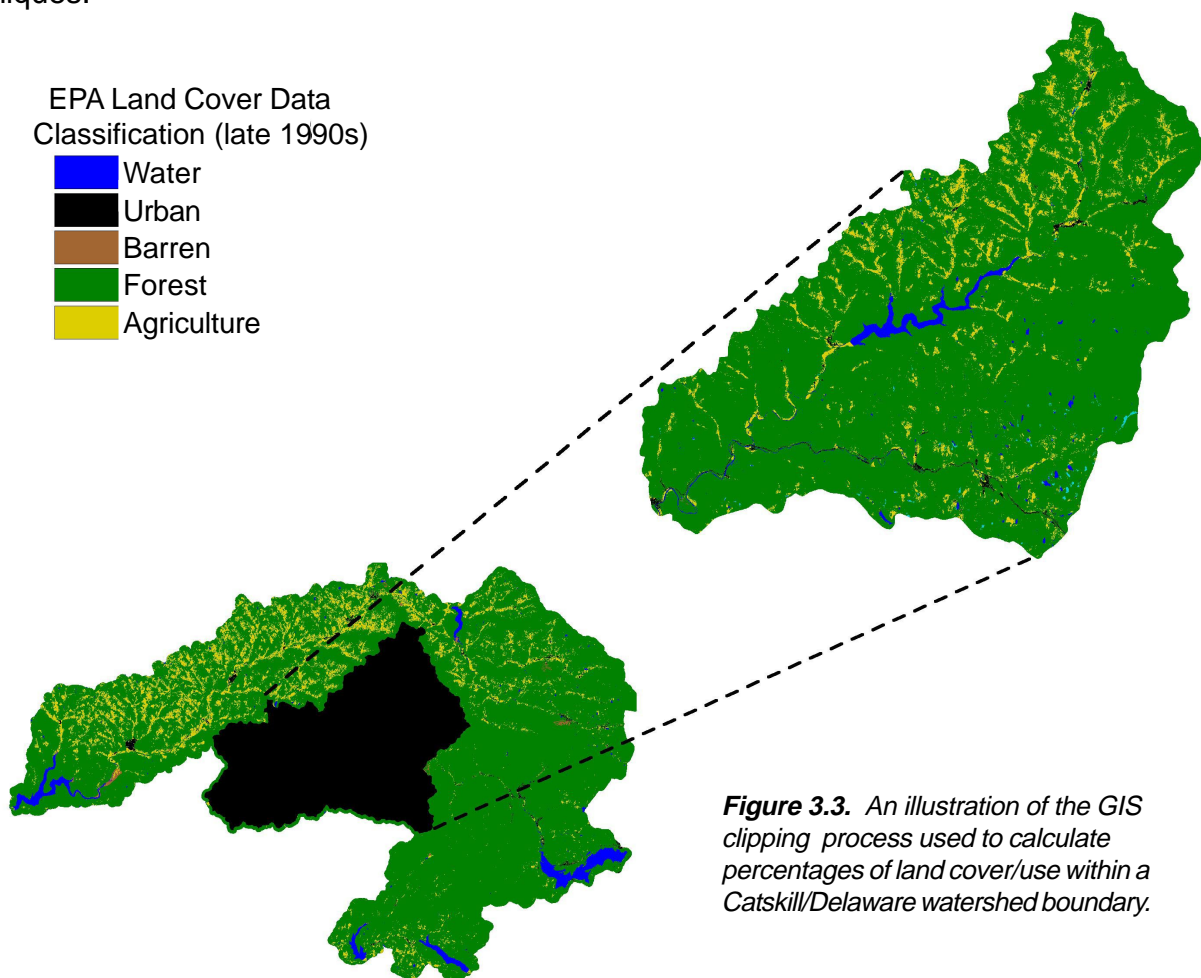 EPA Land Cover Data
Classification (late 1990s)
Water
Urban
Barren
Forest
Agriculture
Figure 3.3. An illustration of the GIS
clipping process used to calculate
percentages of land cover/use within a
Catskill/Delaware watershed boundary.